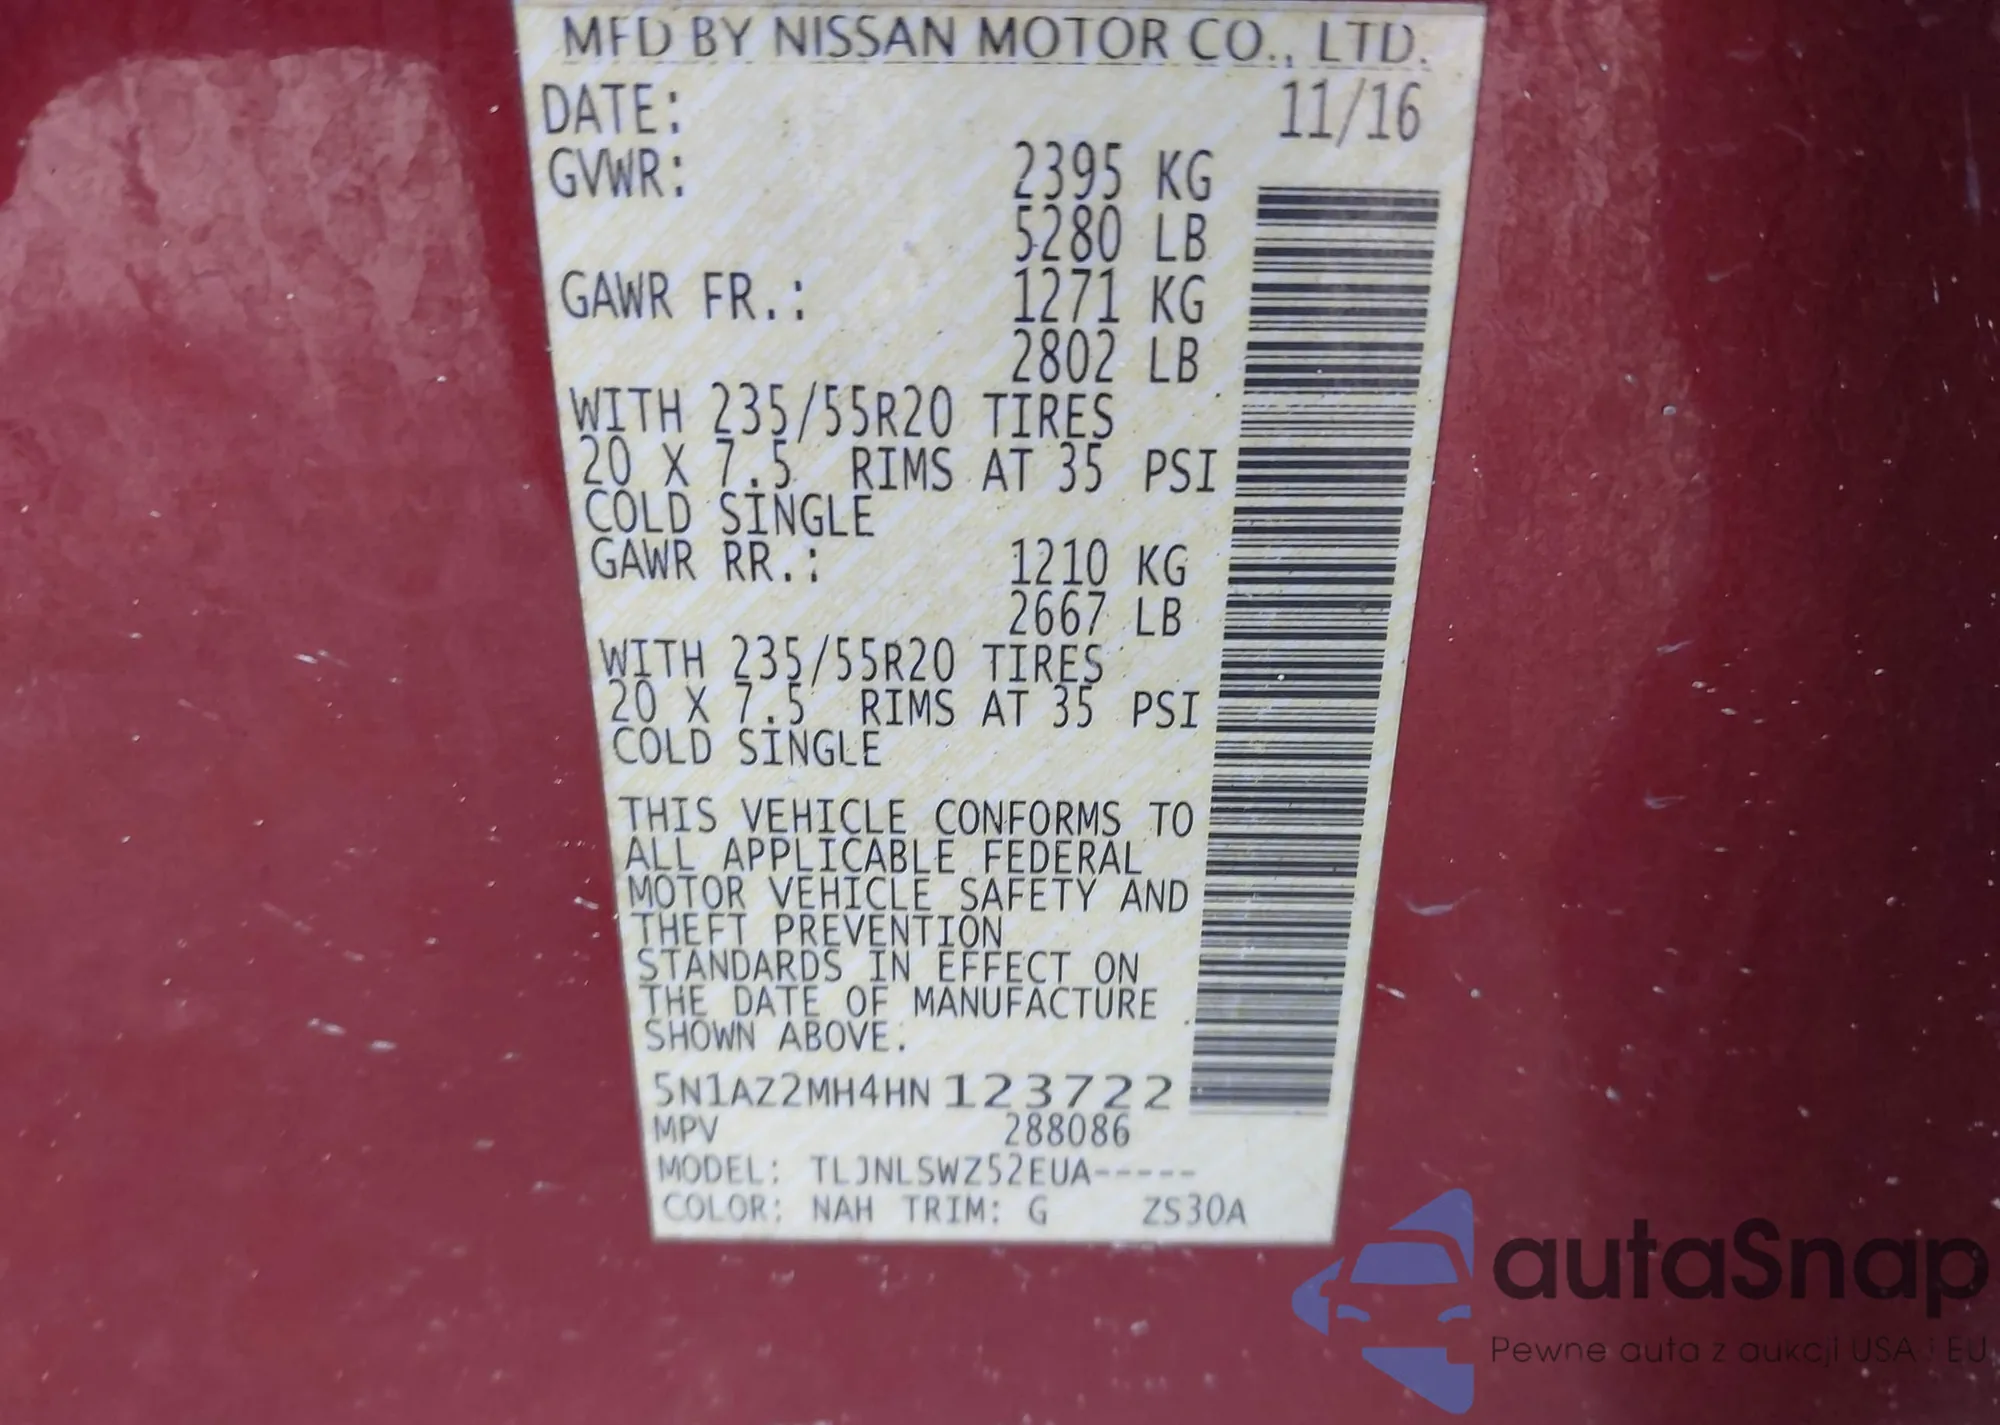 MFD BY NISSAN MOTOR CO., LTD.
DATE: 11/16
GVWR: 2395 KG
5280 LB
GAWR FR.: 1271 KG
2802 LB
WITH 235/55R20 TIRES
20 X 7.5 RIMS AT 35 PSI
COLD SINGLE
GAWR RR.: 1210 KG
2667 LB
WITH 235/55R20 TIRES
20 X 7.5 RIMS AT 35 PSI
COLD SINGLE
THIS VEHICLE CONFORMS TO
ALL APPLICABLE FEDERAL
MOTOR VEHICLE SAFETY AND
THEFT PREVENTION
STANDARDS IN EFFECT ON
THE DATE OF MANUFACTURE
SHOWN ABOVE.
5N1AZ2MH4HN123722
MPV 288086
MODEL: TLJNLSWZ52EUA-----
COLOR: NAH TRIM: G ZS30A
autaSnap
Pewne auta z aukcji USA i EU